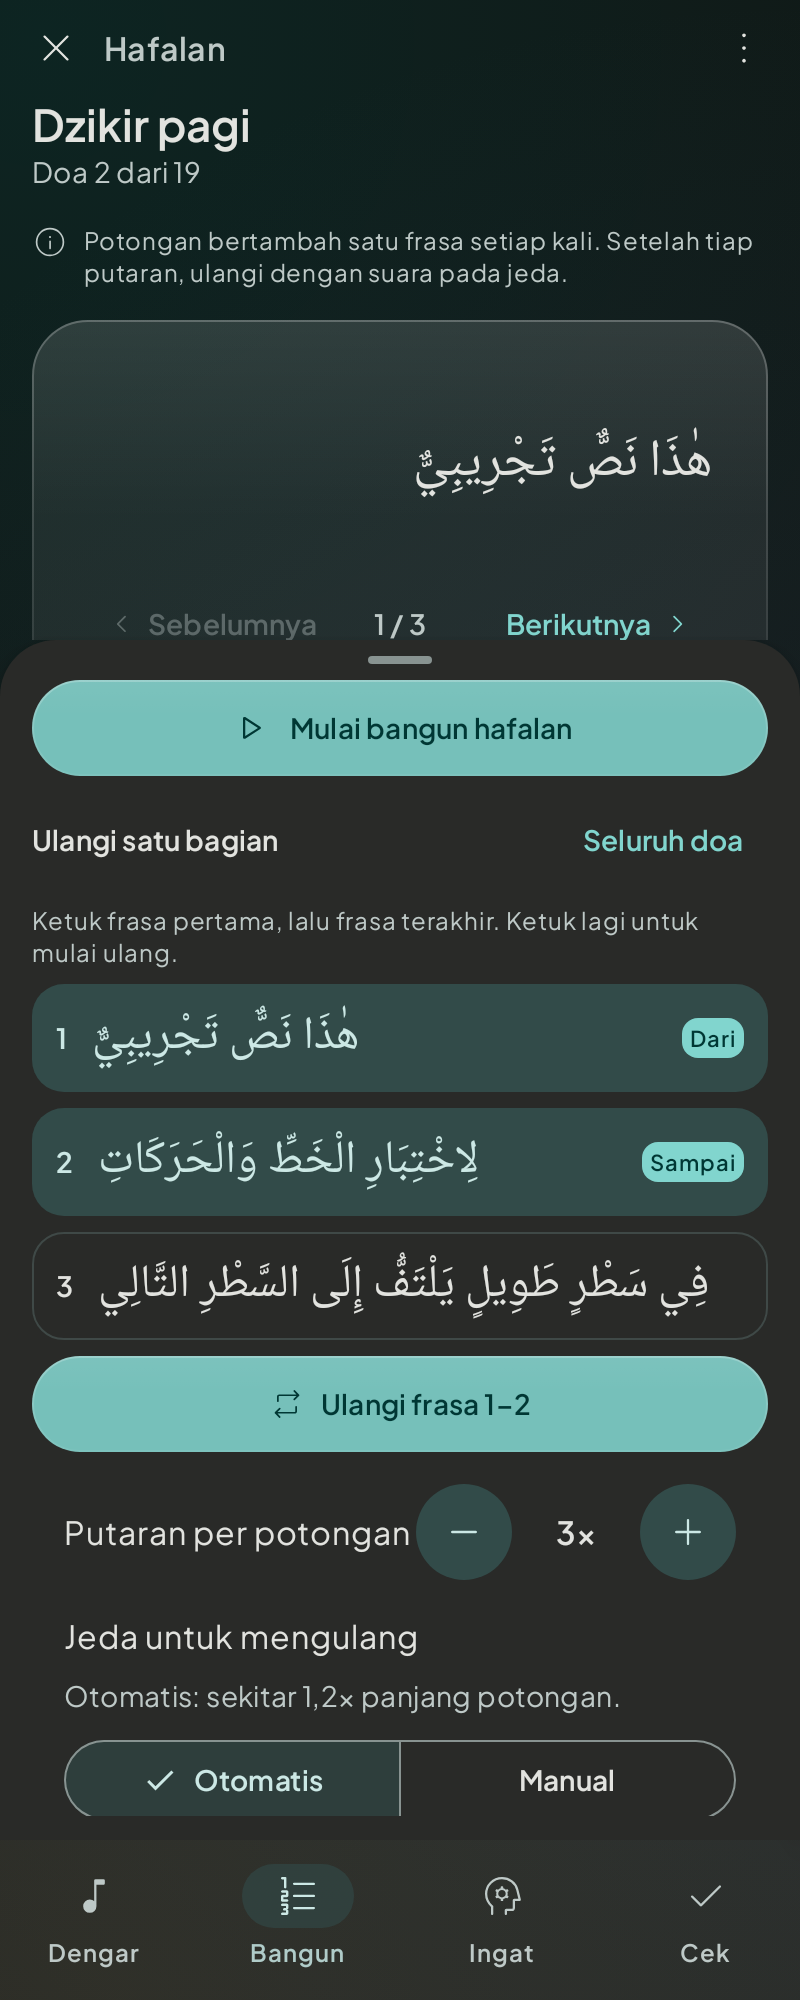 Hafalan
Dzikir pagi
Doa 2 dari 19
Potongan bertambah satu frasa setiap kali. Setelah tiap
putaran, ulangi dengan suara pada jeda.
هٰذَا نَصٌّ تَجْرِيبِيٌّ
Sebelumnya 1 / 3 Berikutnya
Mulai bangun hafalan
Ulangi satu bagian Seluruh doa
Ketuk frasa pertama, lalu frasa terakhir. Ketuk lagi untuk
mulai ulang.
1 هٰذَا نَصٌّ تَجْرِيبِيٌّ Dari
2 لِاخْتِبَارِ الْخَطِّ وَالْحَرَكَاتِ Sampai
3 فِي سَطْرٍ طَوِيلٍ يَلْتَفُّ إِلَى السَّطْرِ التَّالِي
Ulangi frasa 1–2
Putaran per potongan 3×
Jeda untuk mengulang
Otomatis: sekitar 1,2× panjang potongan.
Otomatis Manual
Dengar Bangun Ingat Cek